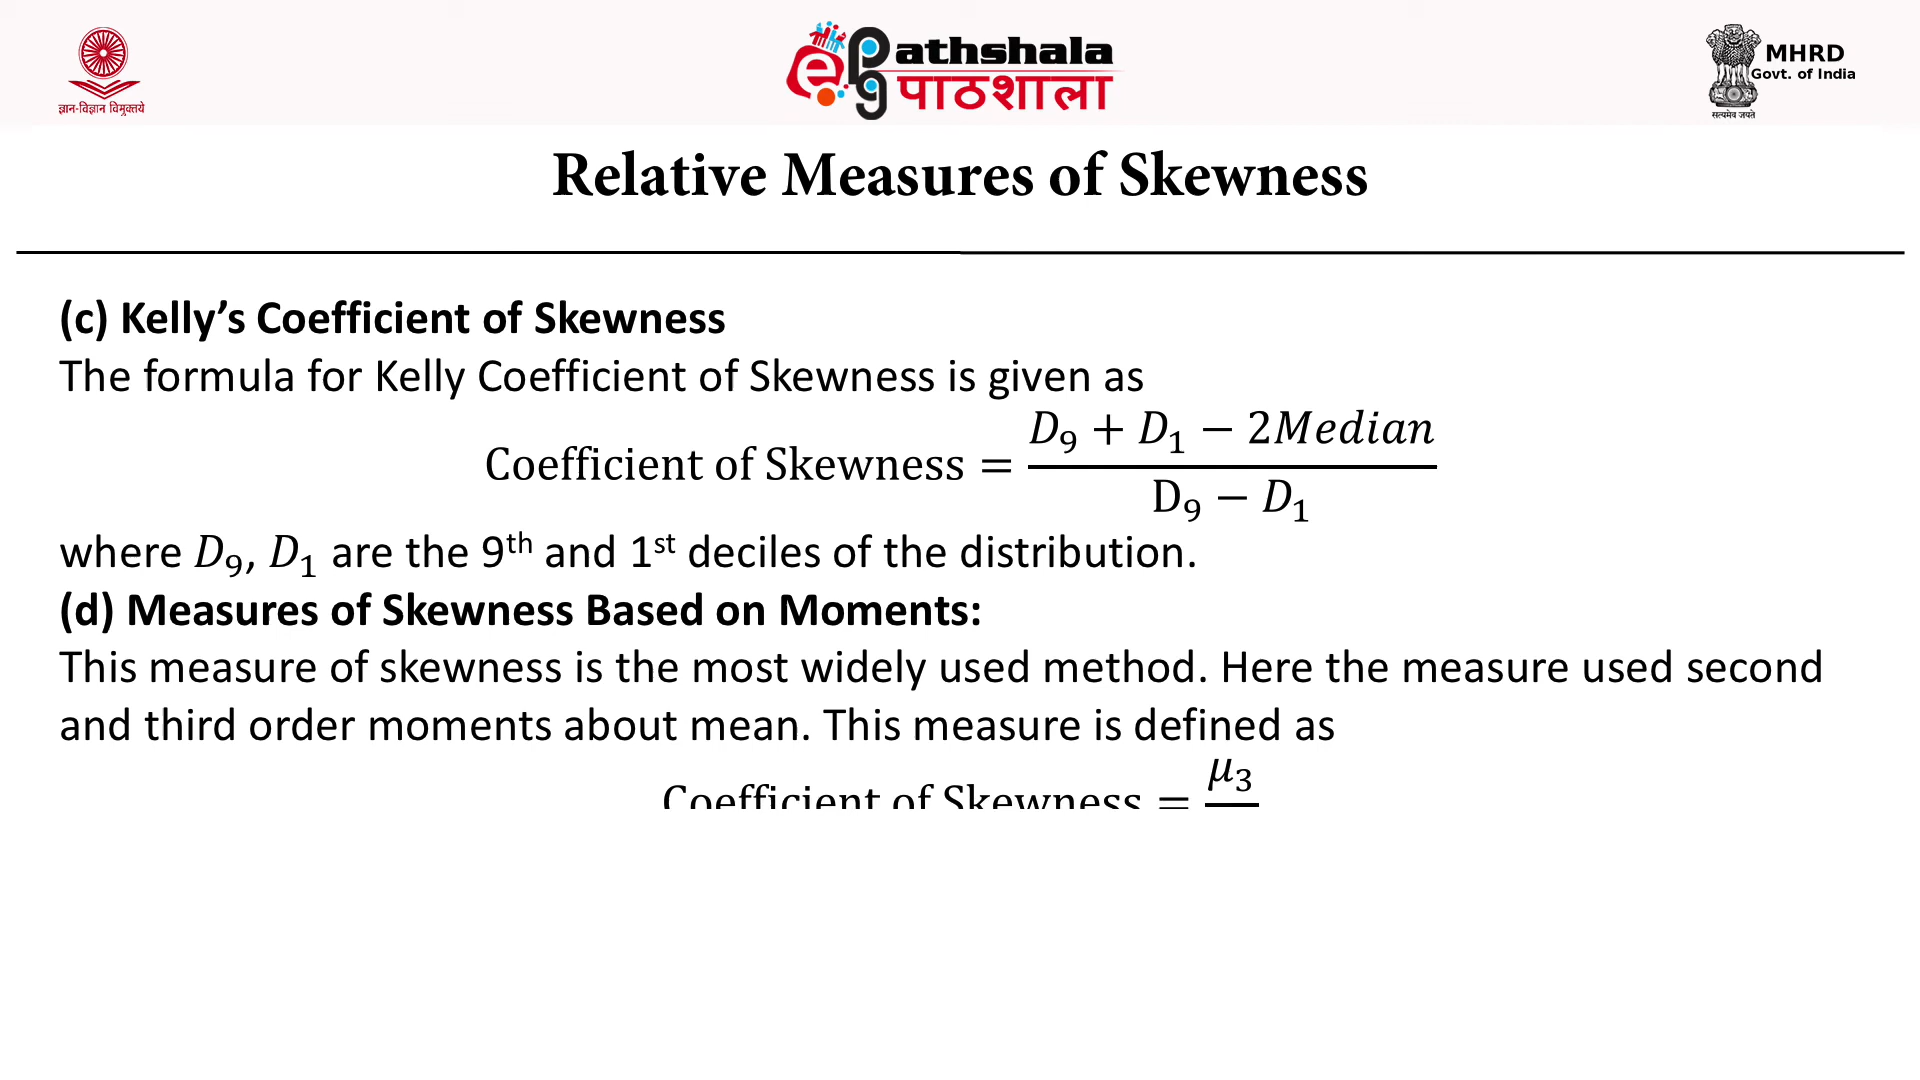 ज्ञान-विज्ञान विमुक्तये
ePathshala
पाठशाला
MHRD
Govt. of India
सत्यमेव जयते
Relative Measures of Skewness
(c) Kelly’s Coefficient of Skewness
The formula for Kelly Coefficient of Skewness is given as
Coefficient of Skewness = (D₉ + D₁ − 2Median) / (D₉ − D₁)
where D₉, D₁ are the 9th and 1st deciles of the distribution.
(d) Measures of Skewness Based on Moments:
This measure of skewness is the most widely used method. Here the measure used second
and third order moments about mean. This measure is defined as
Coefficient of Skewness = μ₃